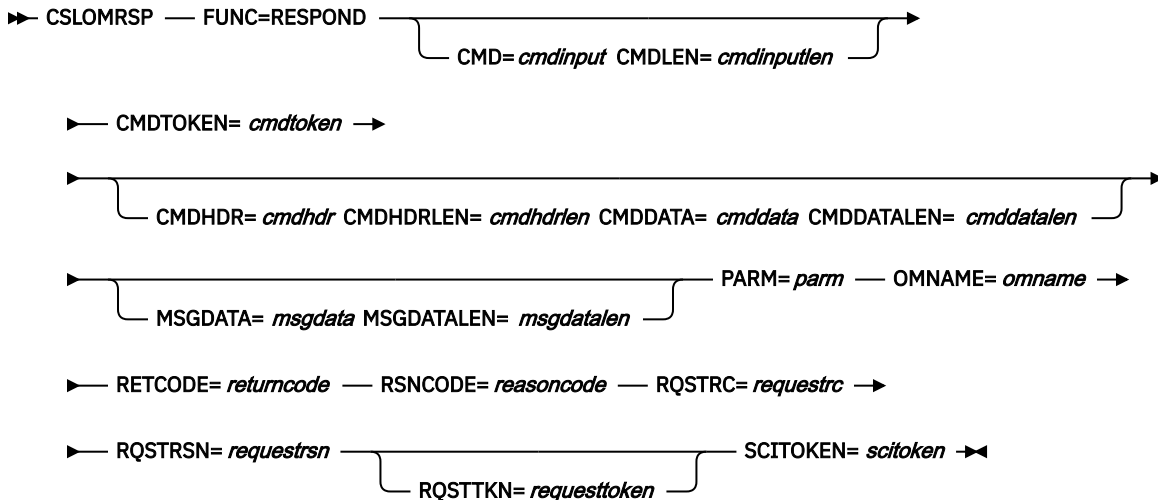 CSLOMRSP FUNC=RESPOND
CMD= cmdinput CMDLEN= cmdinputlen
CMDTOKEN= cmdtoken
CMDHDR= cmdhdr CMDHDRLEN= cmdhdrlen CMDDATA= cmddata CMDDATALEN= cmddatalen
PARM= parm OMNAME= omname
MSGDATA= msgdata MSGDATALEN= msgdatalen
RETCODE= returncode RSNCODE= reasoncode RQSTRC= requestrc
RQSTRSN= requestrsn SCITOKEN= scitoken
RQSTTKN= requesttoken